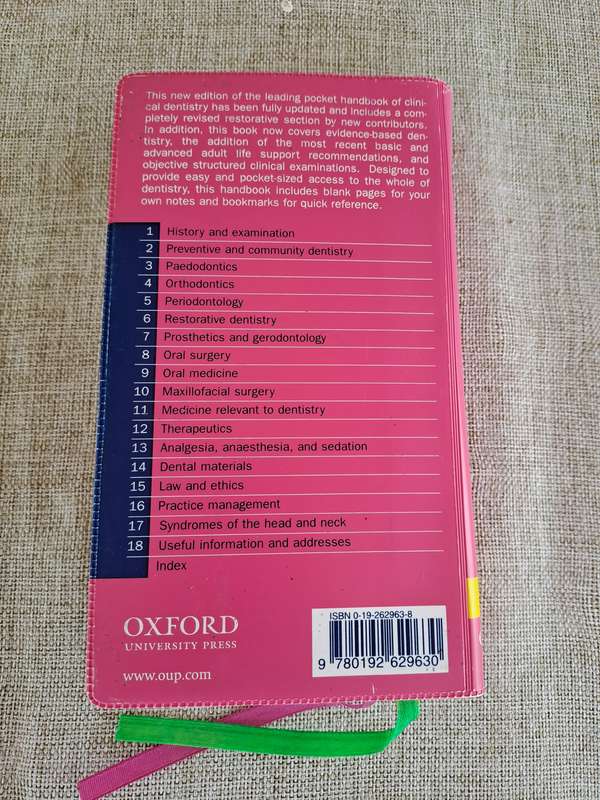 This new edition of the leading pocket handbook of clini-
cal dentistry has been fully updated and includes a com-
pletely revised restorative section by new contributors.
In addition, this book now covers evidence-based den-
tistry, the addition of the most recent basic and
advanced adult life support recommendations, and
objective structured clinical examinations. Designed to
provide easy and pocket-sized access to the whole of
dentistry, this handbook includes blank pages for your
own notes and bookmarks for quick reference.
1 History and examination
2 Preventive and community dentistry
3 Paedodontics
4 Orthodontics
5 Periodontology
6 Restorative dentistry
7 Prosthetics and gerodontology
8 Oral surgery
9 Oral medicine
10 Maxillofacial surgery
11 Medicine relevant to dentistry
12 Therapeutics
13 Analgesia, anaesthesia, and sedation
14 Dental materials
15 Law and ethics
16 Practice management
17 Syndromes of the head and neck
18 Useful information and addresses
Index
OXFORD
UNIVERSITY PRESS
www.oup.com
ISBN 0-19-262963-8
9 780192 629630